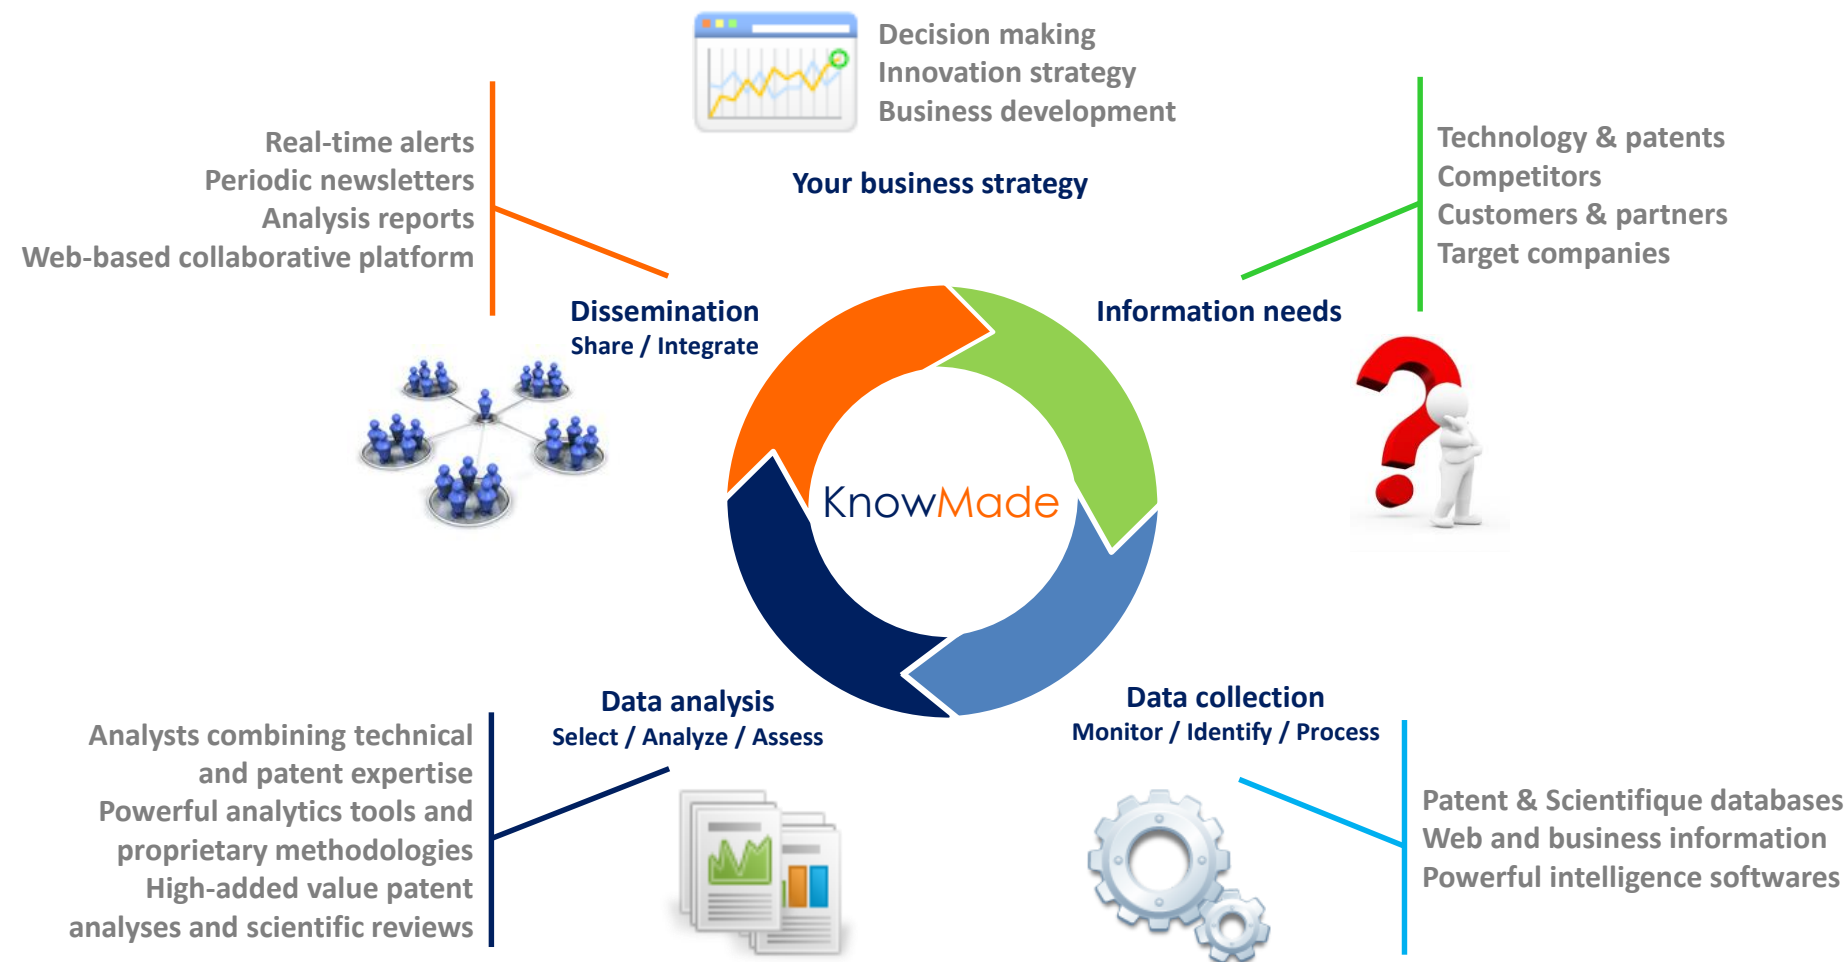 Decision making
Innovation strategy
Business development
Your business strategy
Real-time alerts
Periodic newsletters
Analysis reports
Web-based collaborative platform
Dissemination
Share / Integrate
Technology & patents
Competitors
Customers & partners
Target companies
Information needs
KnowMade
Data analysis
Select / Analyze / Assess
Analysts combining technical
and patent expertise
Powerful analytics tools and
proprietary methodologies
High-added value patent
analyses and scientific reviews
Data collection
Monitor / Identify / Process
Patent & Scientifique databases
Web and business information
Powerful intelligence softwares